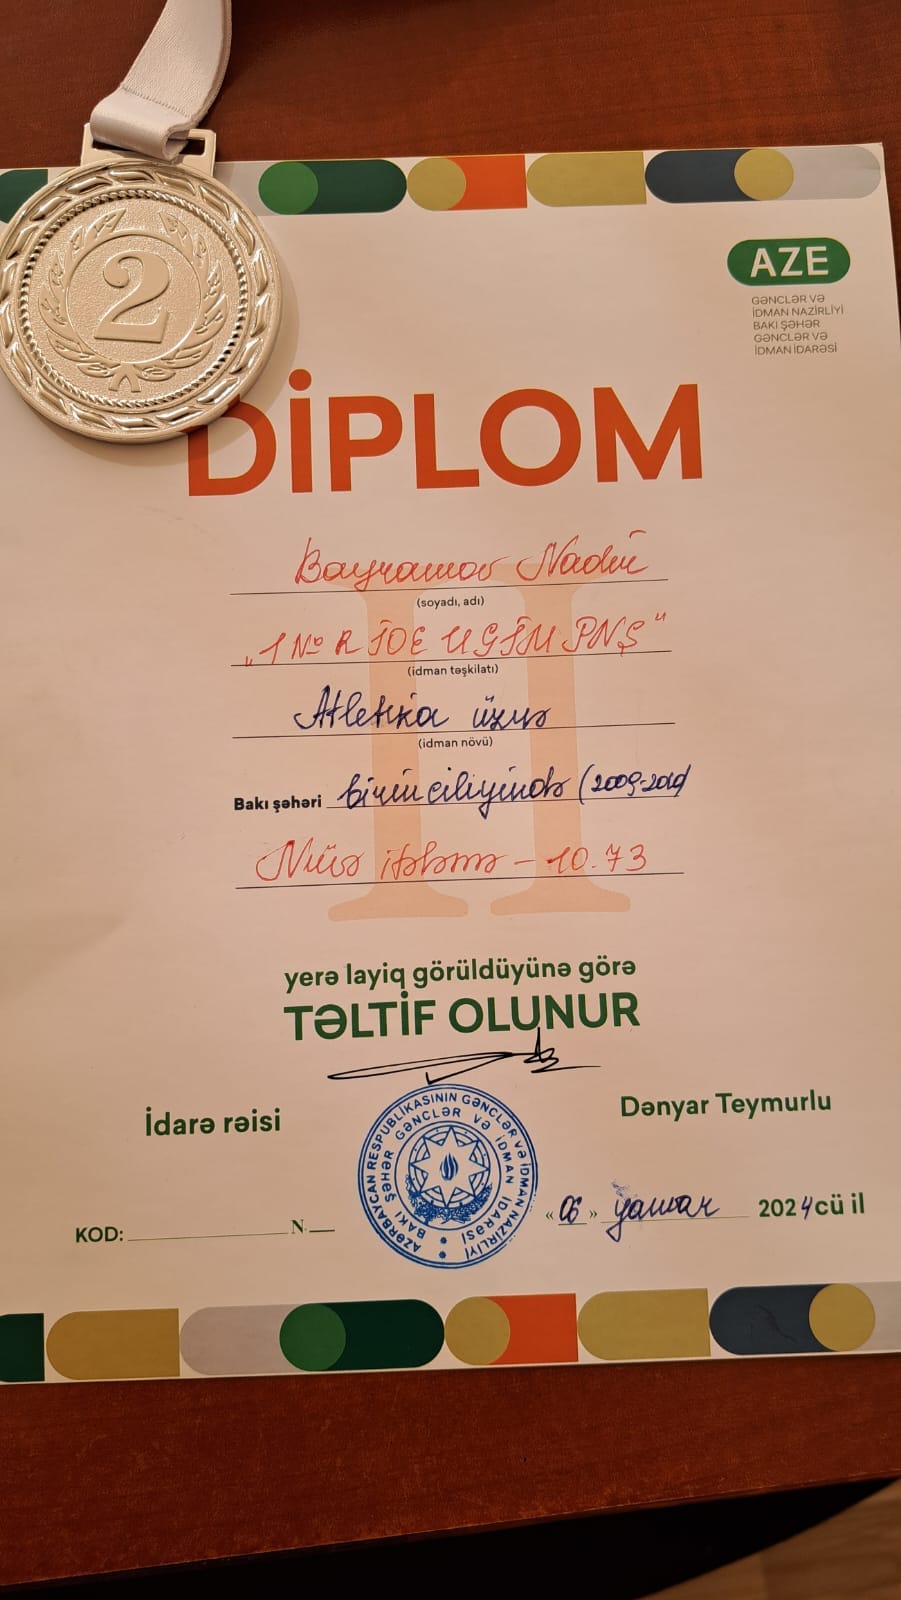 2
AZE
GƏNCLƏR VƏ
İDMAN NAZİRLİYİ
BAKI ŞƏHƏR
GƏNCLƏR VƏ
İDMAN İDARƏSİ
DİPLOM
II
Bayramov Nadir
(soyadı, adı)
"1 № R İOE UGİM PNŞ"
(idman təşkilatı)
Atletika üzrə
(idman növü)
Bakı şəhəri birinciliyində (2009-2010)
Nüvə itələmə - 10.73
yerə layiq görüldüyünə görə
TƏLTİF OLUNUR
İdarə rəisi
Dənyar Teymurlu
AZƏRBAYCAN RESPUBLİKASININ GƏNCLƏR VƏ İDMAN NAZİRLİYİ
BAKI ŞƏHƏR GƏNCLƏR VƏ İDMAN İDARƏSİ
«06» yanvar 2024cü il
KOD: N.